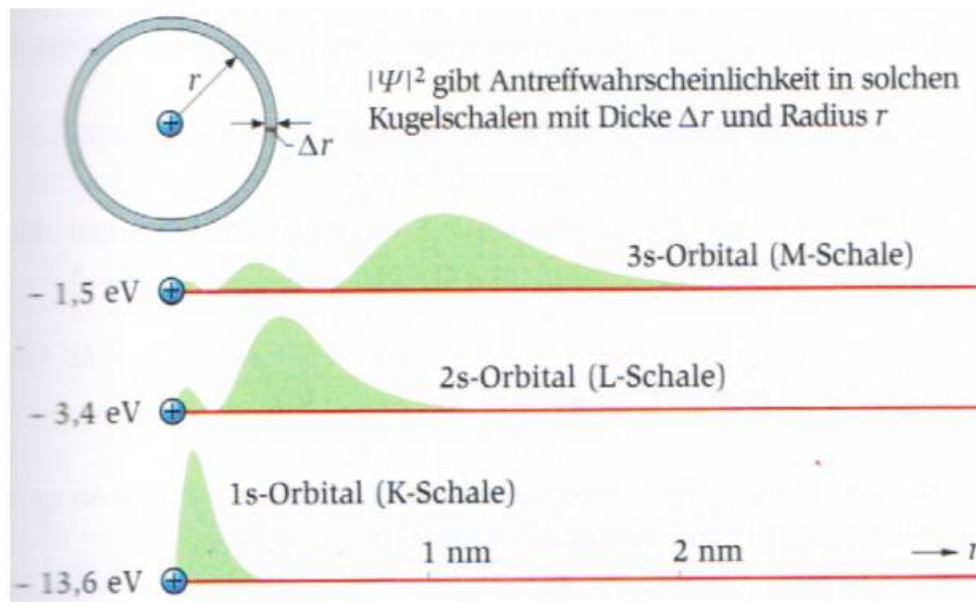 r
Δr
|Ψ|² gibt Antreffwahrscheinlichkeit in solchen
Kugelschalen mit Dicke Δr und Radius r
3s-Orbital (M-Schale)
– 1,5 eV
2s-Orbital (L-Schale)
– 3,4 eV
1s-Orbital (K-Schale)
1 nm
2 nm
r
– 13,6 eV